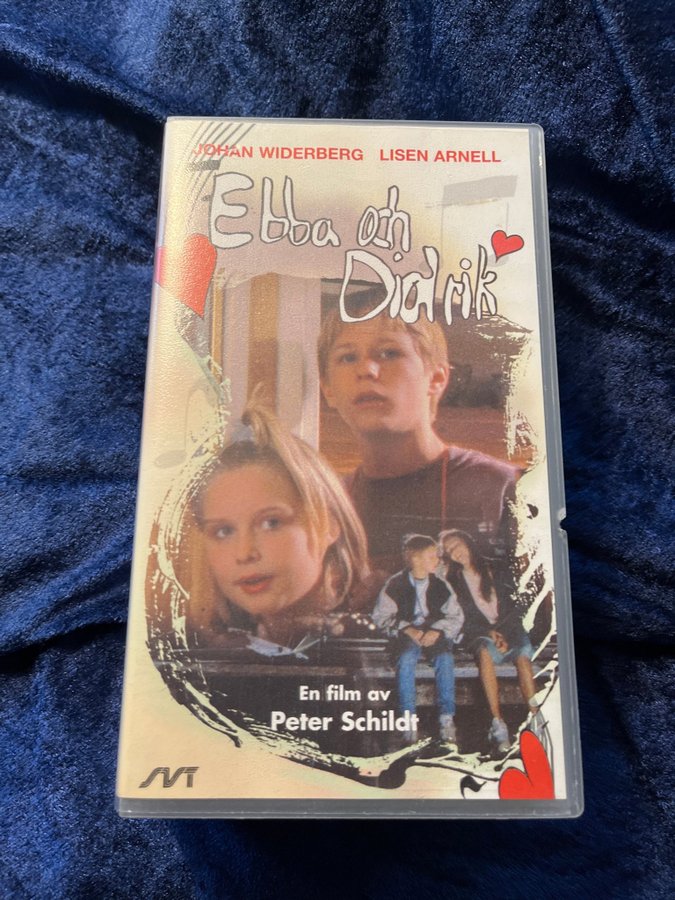 JOHAN WIDERBERG LISEN ARNELL
Ebba och
Didrik
En film av
Peter Schildt
SVT